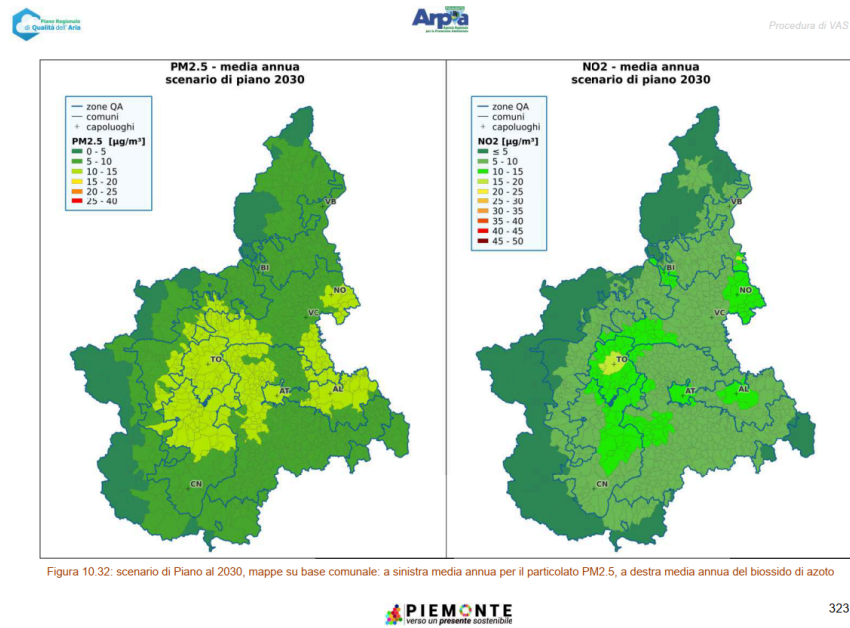 Piano Regionale
di Qualità dell'Aria
Arpa
Procedura di VAS
PM2.5 - media annua
scenario di piano 2030
zone QA
comuni
capoluoghi
PM2.5 [µg/m³]
0 - 5
5 - 10
10 - 15
15 - 20
20 - 25
25 - 40
VB
BI
NO
VC
TO
AT
AL
CN
NO2 - media annua
scenario di piano 2030
zone QA
comuni
capoluoghi
NO2 [µg/m³]
≤ 5
5 - 10
10 - 15
15 - 20
20 - 25
25 - 30
30 - 35
35 - 40
40 - 45
45 - 50
VB
BI
NO
VC
TO
AT
AL
CN
Figura 10.32: scenario di Piano al 2030, mappe su base comunale: a sinistra media annua per il particolato PM2.5, a destra media annua del biossido di azoto
PIEMONTE
verso un presente sostenibile
323